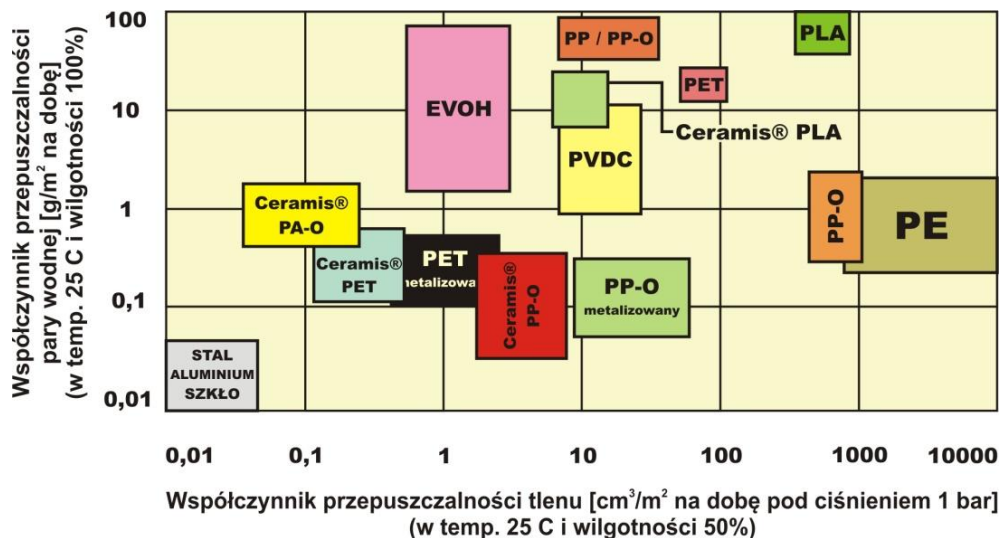 Współczynnik przepuszczalności
pary wodnej [g/m² na dobę]
(w temp. 25 C i wilgotności 100%)
100
10
1
0,1
0,01
PP / PP-O
PLA
EVOH
PET
Ceramis® PLA
PVDC
Ceramis®
PA-O
PP-O
PE
Ceramis®
PET
PET
metalizowa
Ceramis®
PP-O
PP-O
metalizowany
STAL
ALUMINIUM
SZKŁO
0,01
0,1
1
10
100
1000
10000
Współczynnik przepuszczalności tlenu [cm³/m² na dobę pod ciśnieniem 1 bar]
(w temp. 25 C i wilgotności 50%)